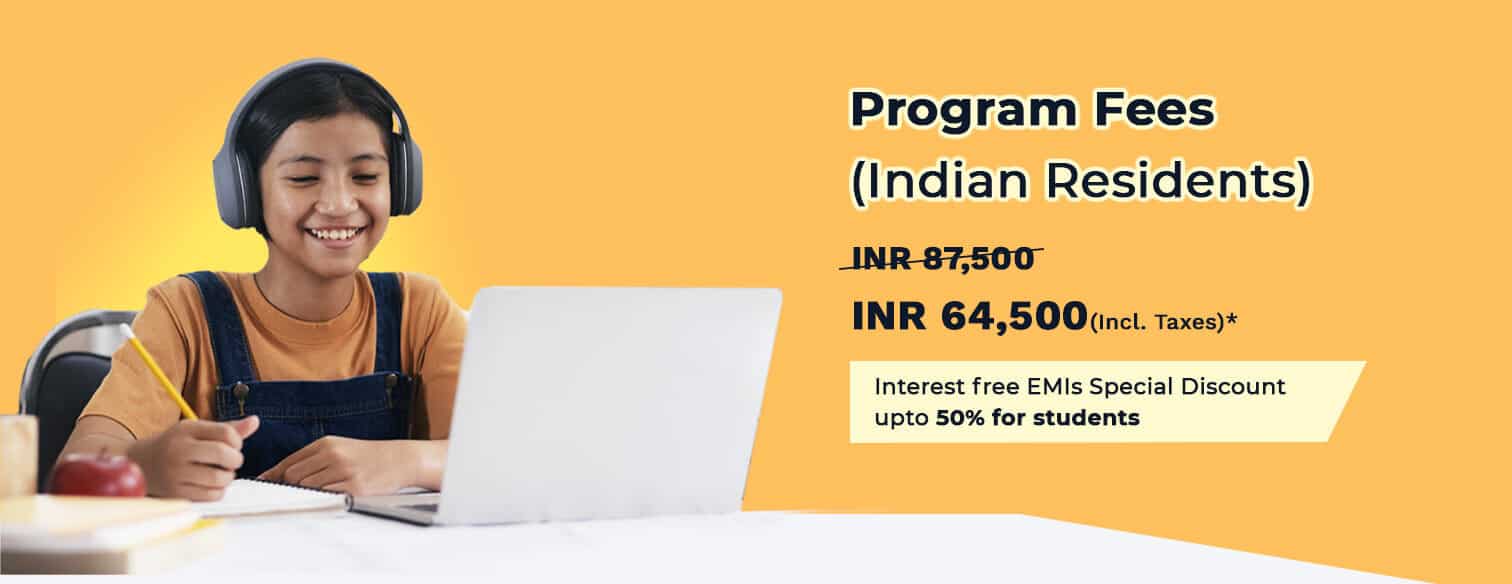 Program Fees
(Indian Residents)
INR 87,500
INR 64,500(Incl. Taxes)*
Interest free EMIs Special Discount
upto 50% for students